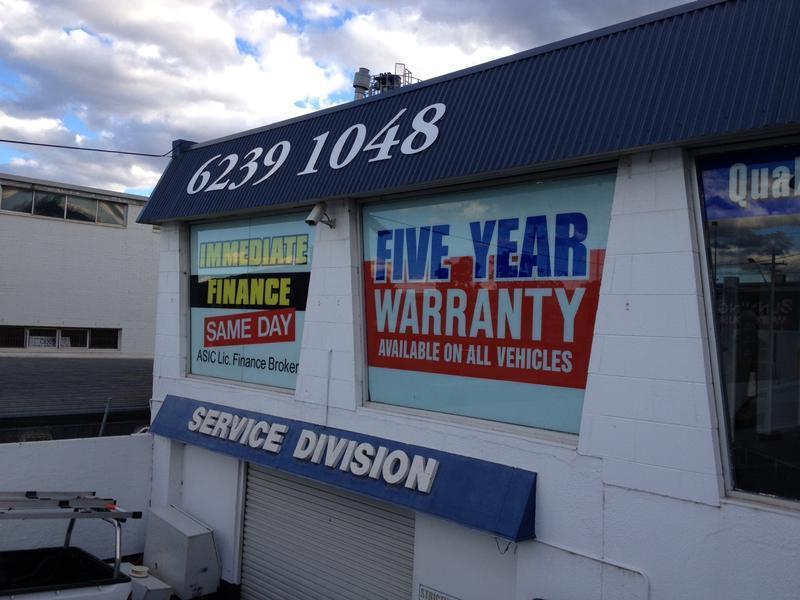 6239 1048
IMMEDIATE
FINANCE
SAME DAY
ASIC Lic. Finance Broker
FIVE YEAR
WARRANTY
AVAILABLE ON ALL VEHICLES
SERVICE DIVISION